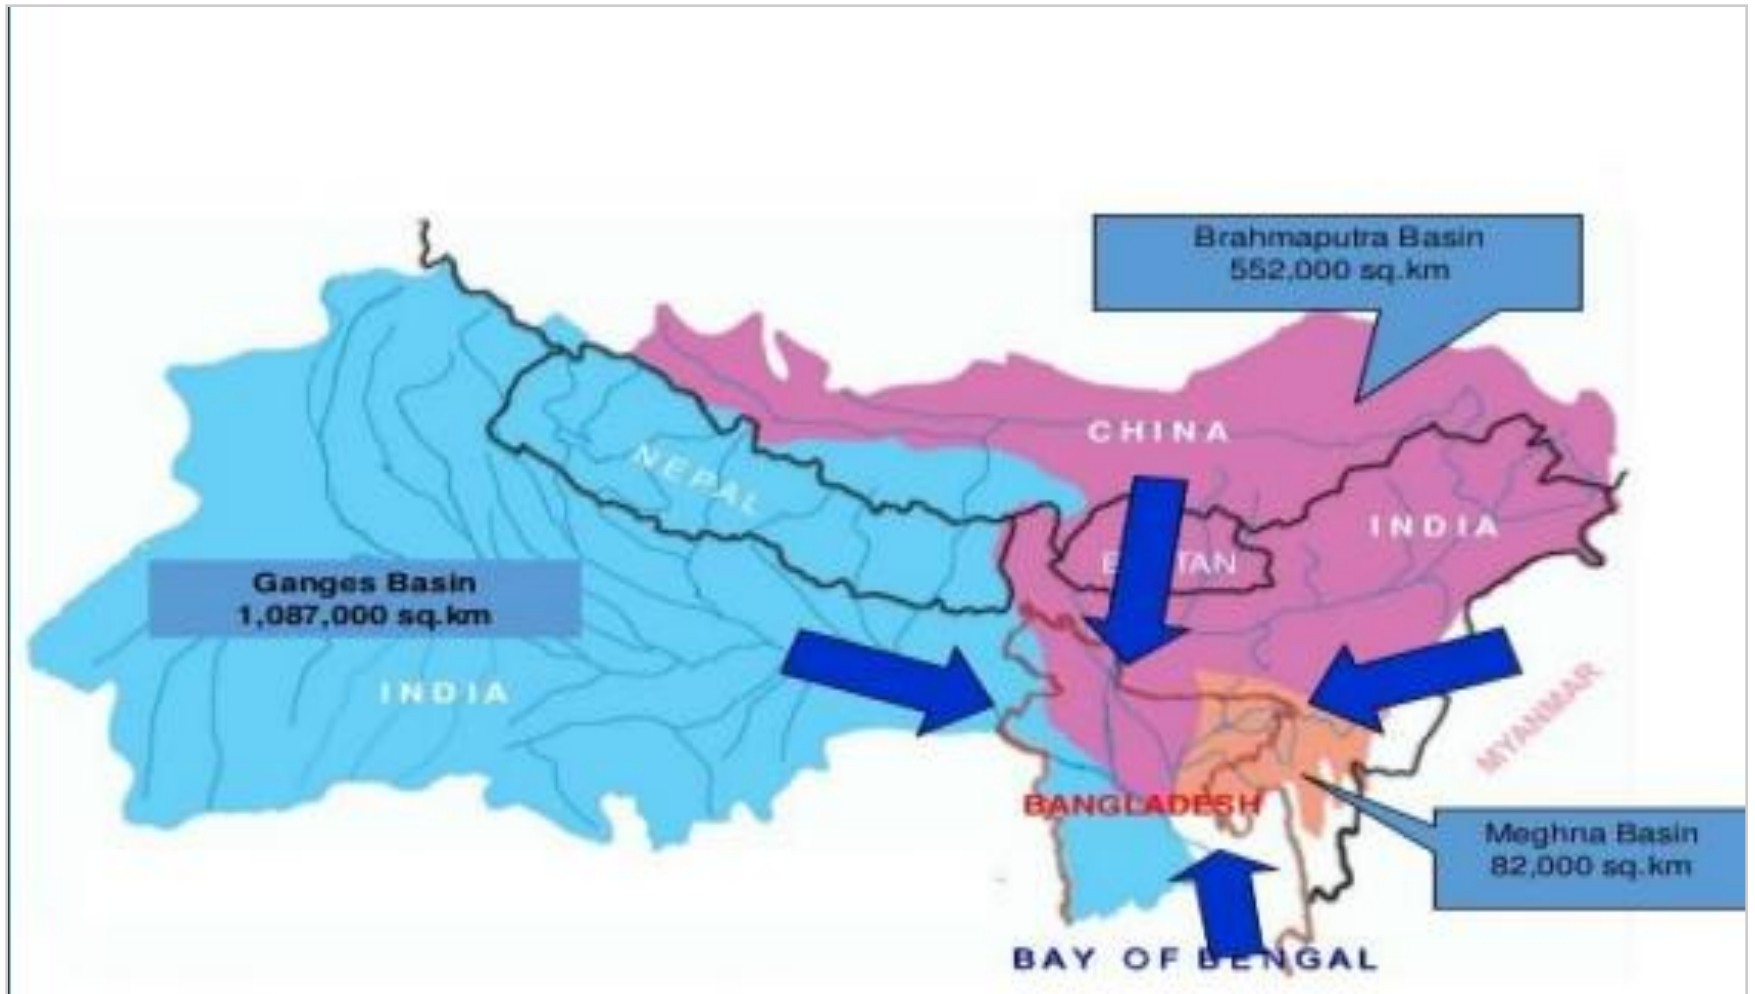 Brahmaputra Basin
552,000 sq.km
CHINA
NEPAL
INDIA
Ganges Basin
1,087,000 sq.km
INDIA
MYANMAR
BANGLADESH
Meghna Basin
82,000 sq.km
BAY OF BENGAL